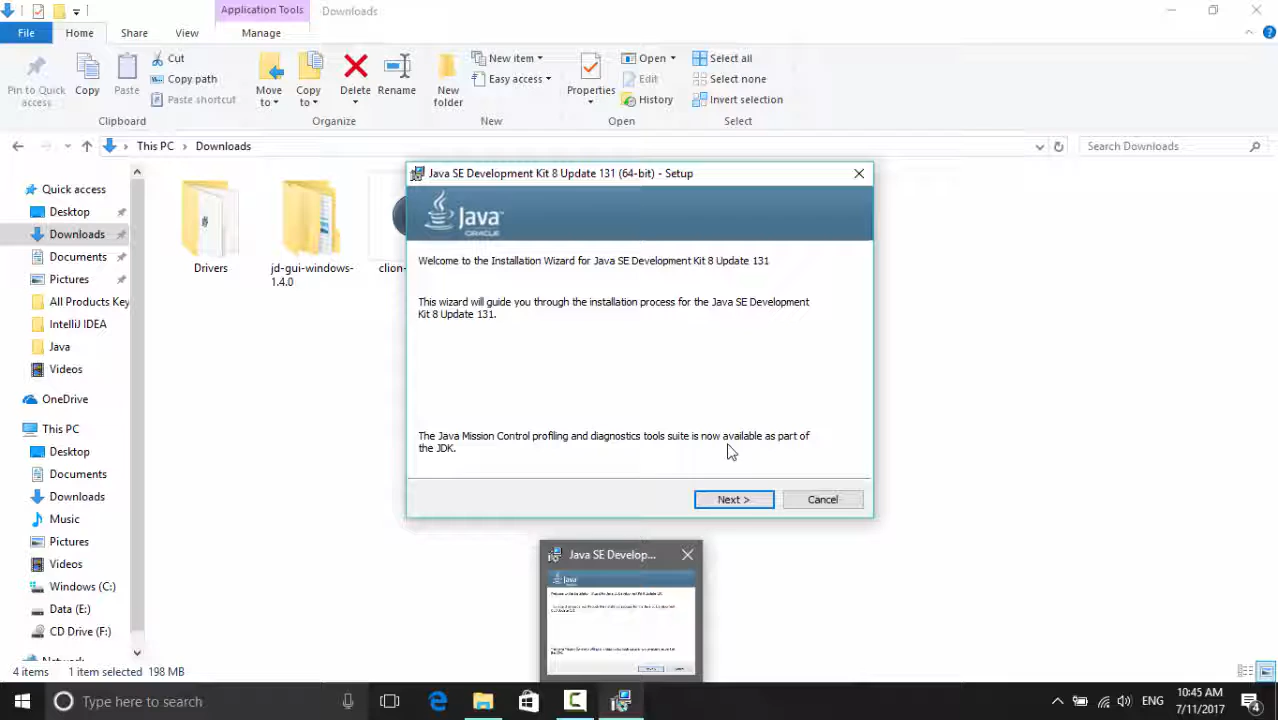 Application Tools
Downloads
File
Home
Share
View
Manage
Pin to Quick
access
Copy
Paste
Cut
Copy path
Paste shortcut
Clipboard
Move
to
Copy
to
Delete
Rename
Organize
New
folder
New item
Easy access
New
Properties
Open
Edit
History
Open
Select all
Select none
Invert selection
Select
This PC
Downloads
Search Downloads
Quick access
Desktop
Downloads
Documents
Pictures
All Products Key
IntelliJ IDEA
Java
Videos
OneDrive
This PC
Desktop
Documents
Downloads
Music
Pictures
Videos
Windows (C:)
Data (E:)
CD Drive (F:)
Drivers
jd-gui-windows-
1.4.0
clion-
Java SE Development Kit 8 Update 131 (64-bit) - Setup
Java
ORACLE
Welcome to the Installation Wizard for Java SE Development Kit 8 Update 131
This wizard will guide you through the installation process for the Java SE Development
Kit 8 Update 131.
The Java Mission Control profiling and diagnostics tools suite is now available as part of
the JDK.
Next >
Cancel
Java SE Develop...
Java
4 items
1 item selected
198 MB
Type here to search
ENG
10:45 AM
7/11/2017
4